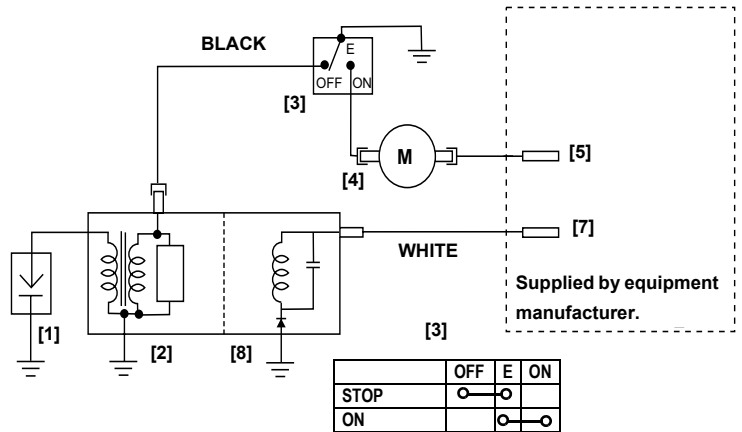 BLACK
E
OFF ON
[3]
M
[5]
[4]
[7]
WHITE
Supplied by equipment
manufacturer.
[1]
[2]
[8]
[3]
OFF E ON
STOP
ON